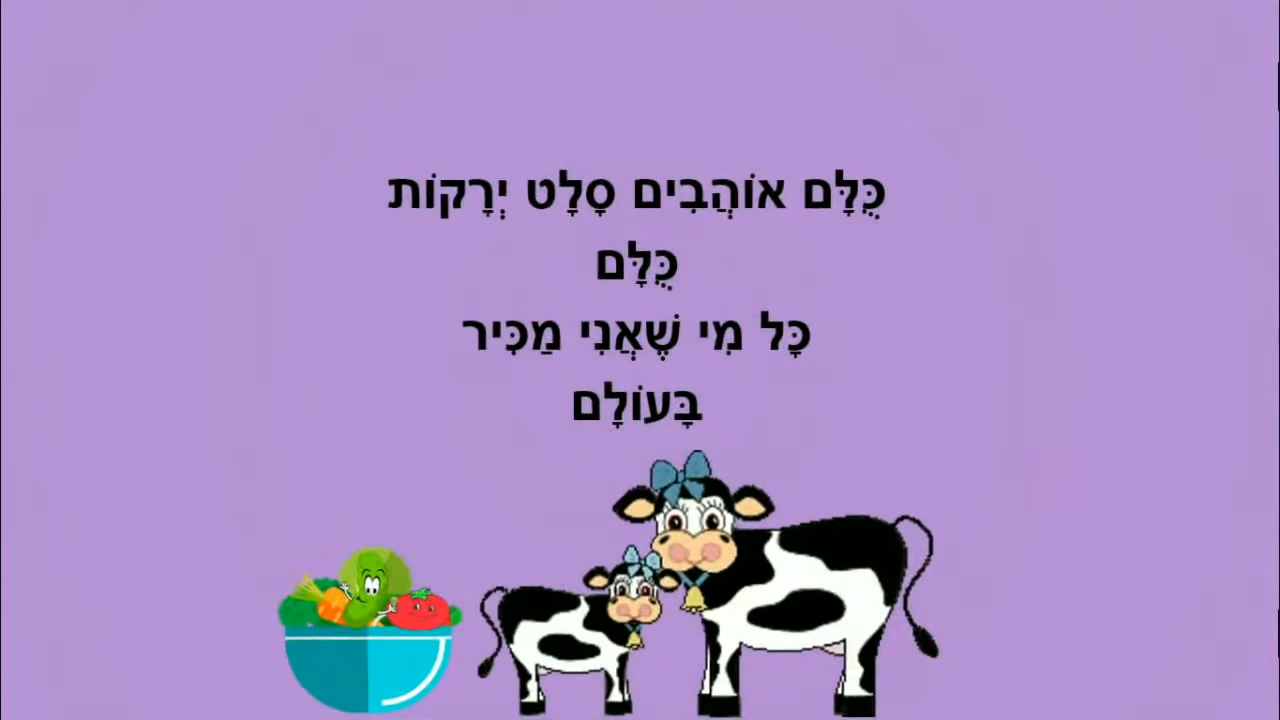 כֻּלָּם אוֹהֲבִים סָלָט יְרָקוֹת
כֻּלָּם
כָּל מִי שֶׁאֲנִי מַכִּיר
בָּעוֹלָם